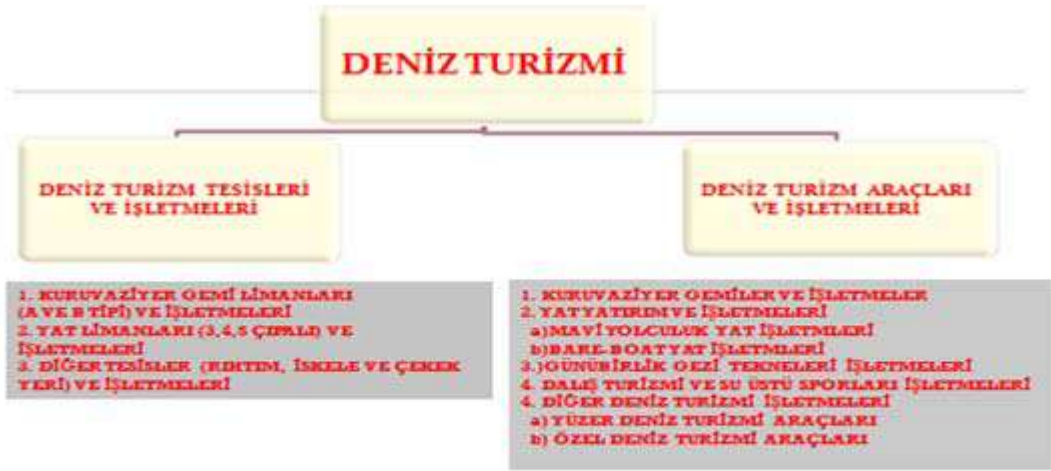 DENİZ TURİZMİ
DENİZ TURİZM TESİSLERİ
VE İŞLETMELERİ
DENİZ TURİZM ARAÇLARI
VE İŞLETMELERİ
1. KURUVAZİYER GEMİ LİMANLARI
(A VE B TİPİ) VE İŞLETMELERİ
2. YAT LİMANLARI (3,4,5 ÇIPALI) VE
İŞLETMELERİ
3. DİĞER TESİSLER (RIHTIM, İSKELE VE ÇEKEK
YERİ) VE İŞLETMELERİ
1. KURUVAZİYER GEMİLER VE İŞLETMELER
2. YAT YATIRIM VE İŞLETMELERİ
a)MAVİ YOLCULUK YAT İŞLETMLERİ
b)BARE-BOAT YAT İŞLETMLERİ
3.)GÜNÜBİRLİK GEZİ TEKNELERİ İŞLETMELERİ
4. DALIŞ TURİZMİ VE SU ÜSTÜ SPORLARI İŞLETMELERİ
4. DİĞER DENİZ TURİZMİ İŞLETMELERİ
a) YÜZER DENİZ TURİZMİ ARAÇLARI
b) ÖZEL DENİZ TURİZMİ ARAÇLARI